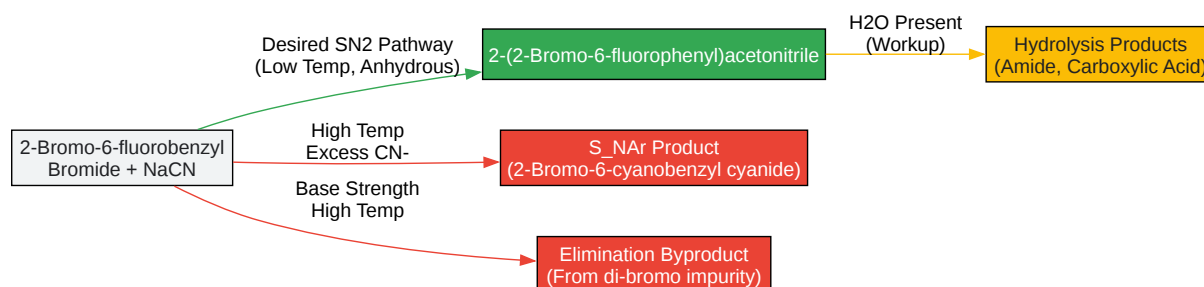 Desired SN2 Pathway
(Low Temp, Anhydrous)
2-(2-Bromo-6-fluorophenyl)acetonitrile
H2O Present
(Workup)
Hydrolysis Products
(Amide, Carboxylic Acid)
2-Bromo-6-fluorobenzyl
Bromide + NaCN
High Temp
Excess CN-
S_NAr Product
(2-Bromo-6-cyanobenzyl cyanide)
Base Strength
High Temp
Elimination Byproduct
(From di-bromo impurity)